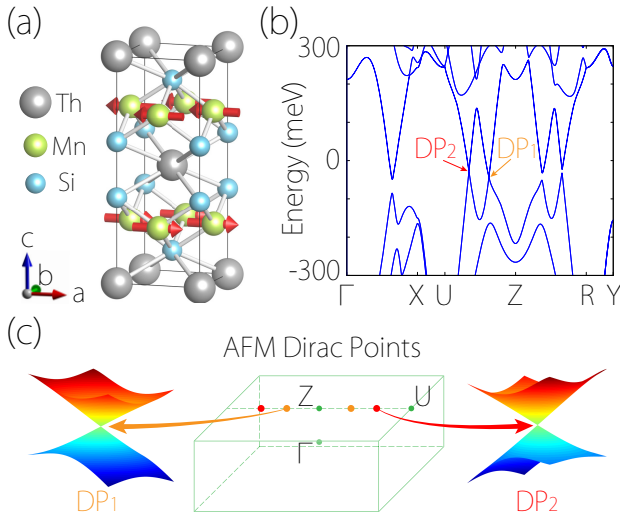 (a)
Th
Mn
Si
c
b
a
(b)
300
0
-300
Energy (meV)
DP2
DP1
Γ X U Z R Y
(c)
AFM Dirac Points
Z
U
Γ
DP1
DP2